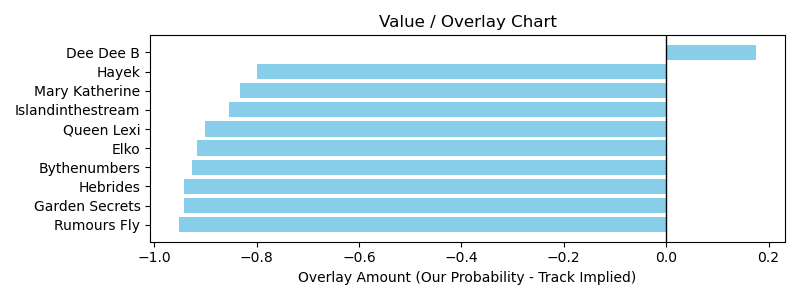 Value / Overlay Chart
Dee Dee B
Hayek
Mary Katherine
Islandinthestream
Queen Lexi
Elko
Bythenumbers
Hebrides
Garden Secrets
Rumours Fly
−1.0 −0.8 −0.6 −0.4 −0.2 0.0 0.2
Overlay Amount (Our Probability - Track Implied)